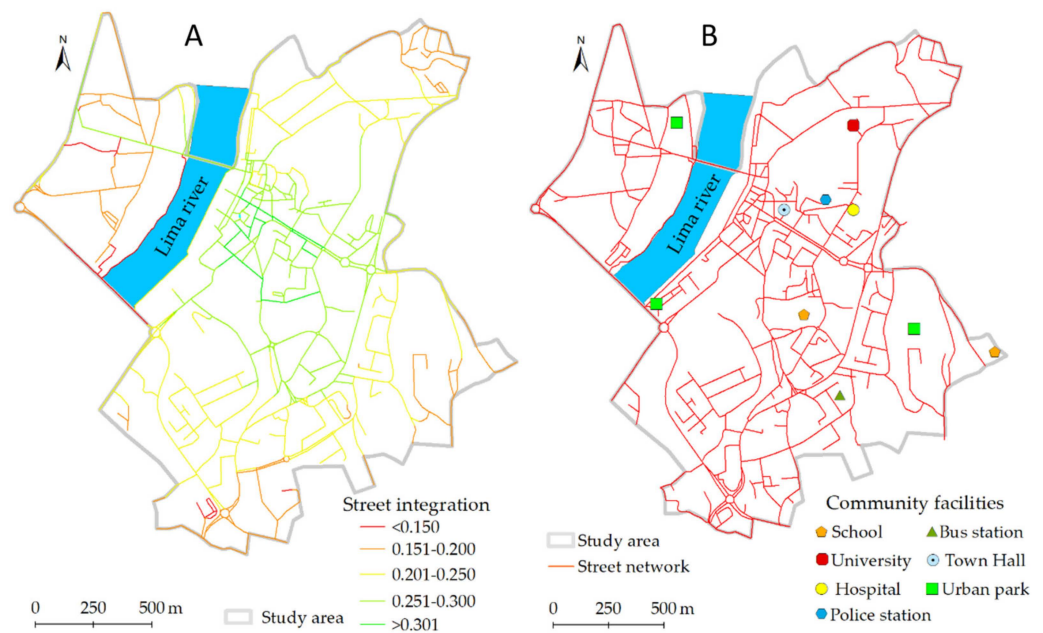 A
N
Lima river
Street integration
<0.150
0.151-0.200
0.201-0.250
0.251-0.300
>0.301
0 250 500 m
Study area
B
N
Lima river
Community facilities
School
Bus station
University
Town Hall
Hospital
Urban park
Police station
Study area
Street network
0 250 500 m